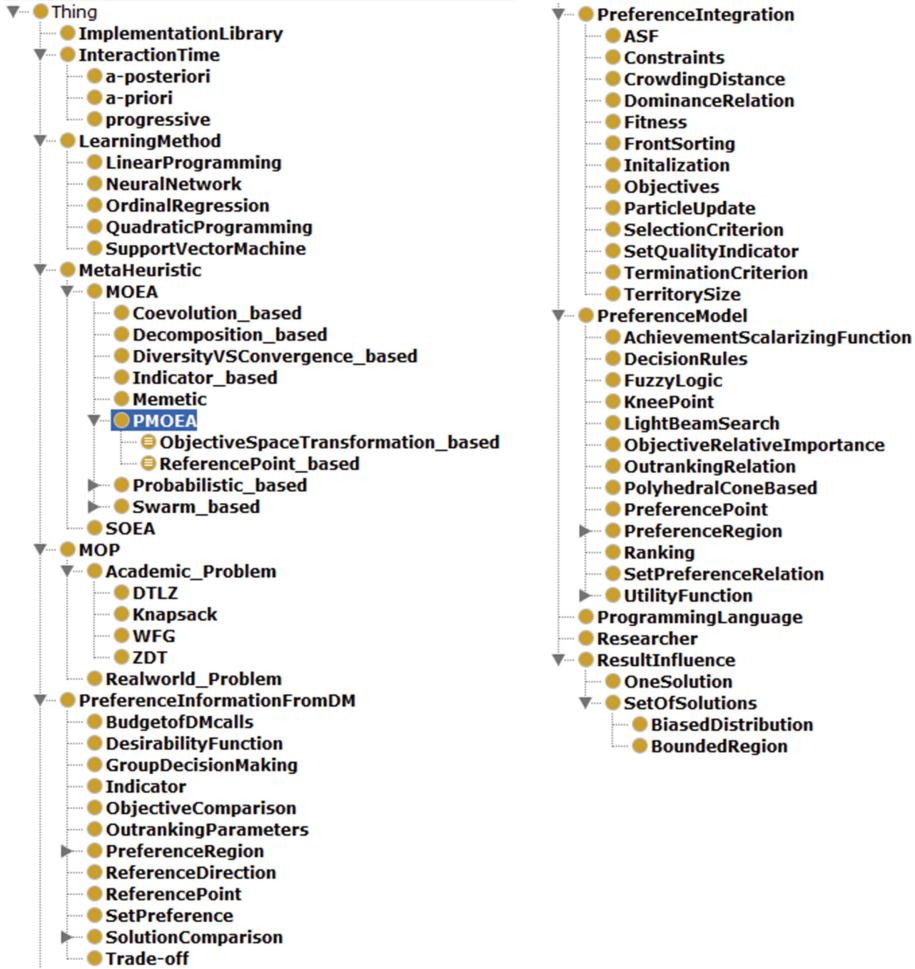 Thing
ImplementationLibrary
InteractionTime
a-posteriori
a-priori
progressive
LearningMethod
LinearProgramming
NeuralNetwork
OrdinalRegression
QuadraticProgramming
SupportVectorMachine
MetaHeuristic
MOEA
Coevolution_based
Decomposition_based
DiversityVSConvergence_based
Indicator_based
Memetic
PMOEA
ObjectiveSpaceTransformation_based
ReferencePoint_based
Probabilistic_based
Swarm_based
SOEA
MOP
Academic_Problem
DTLZ
Knapsack
WFG
ZDT
Realworld_Problem
PreferenceInformationFromDM
BudgetofDMcalls
DesirabilityFunction
GroupDecisionMaking
Indicator
ObjectiveComparison
OutrankingParameters
PreferenceRegion
ReferenceDirection
ReferencePoint
SetPreference
SolutionComparison
Trade-off
PreferenceIntegration
ASF
Constraints
CrowdingDistance
DominanceRelation
Fitness
FrontSorting
Initalization
Objectives
ParticleUpdate
SelectionCriterion
SetQualityIndicator
TerminationCriterion
TerritorySize
PreferenceModel
AchievementScalarizingFunction
DecisionRules
FuzzyLogic
KneePoint
LightBeamSearch
ObjectiveRelativeImportance
OutrankingRelation
PolyhedralConeBased
PreferencePoint
PreferenceRegion
Ranking
SetPreferenceRelation
UtilityFunction
ProgrammingLanguage
Researcher
ResultInfluence
OneSolution
SetOfSolutions
BiasedDistribution
BoundedRegion